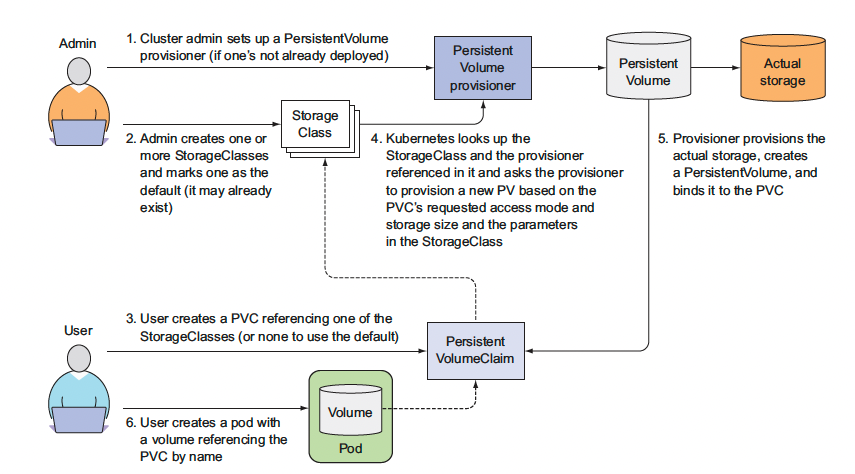 Admin
1. Cluster admin sets up a PersistentVolume
provisioner (if one's not already deployed)
Persistent
Volume
provisioner
Persistent
Volume
Actual
storage
2. Admin creates one or
more StorageClasses
and marks one as the
default (it may already
exist)
Storage
Class
4. Kubernetes looks up the
StorageClass and the provisioner
referenced in it and asks the provisioner
to provision a new PV based on the
PVC's requested access mode and
storage size and the parameters
in the StorageClass
5. Provisioner provisions the
actual storage, creates
a PersistentVolume, and
binds it to the PVC
User
3. User creates a PVC referencing one of the
StorageClasses (or none to use the default)
Persistent
VolumeClaim
6. User creates a pod with
a volume referencing the
PVC by name
Volume
Pod